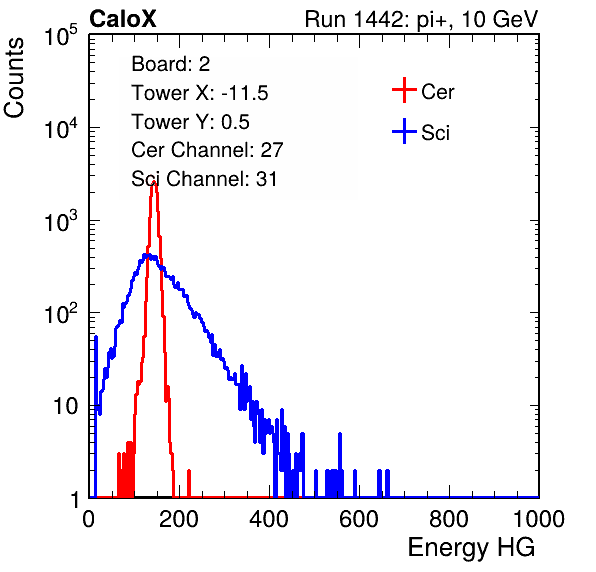 CaloX Run 1442: pi+, 10 GeV
Counts
Board: 2
Tower X: -11.5
Tower Y: 0.5
Cer Channel: 27
Sci Channel: 31
Cer
Sci
10^5
10^4
10^3
10^2
10
1
0 200 400 600 800 1000
Energy HG